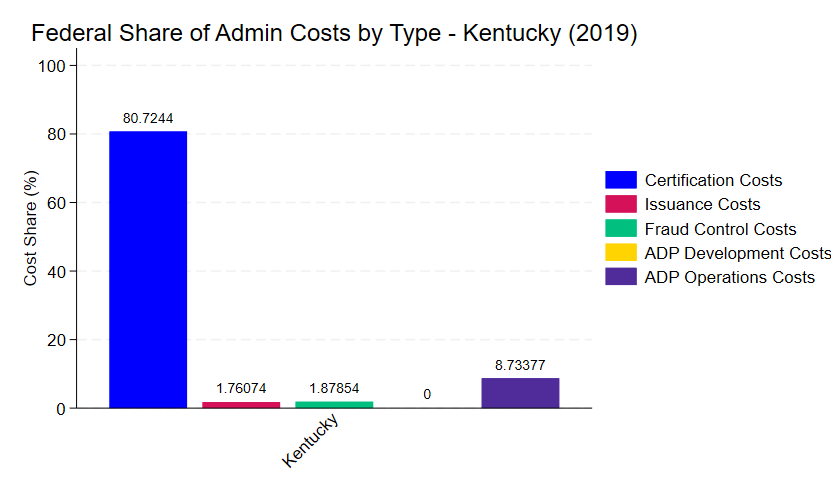 Federal Share of Admin Costs by Type - Kentucky (2019)
Cost Share (%)
100
80
60
40
20
0
80.7244
1.76074
1.87854
0
8.73377
Kentucky
Certification Costs
Issuance Costs
Fraud Control Costs
ADP Development Costs
ADP Operations Costs